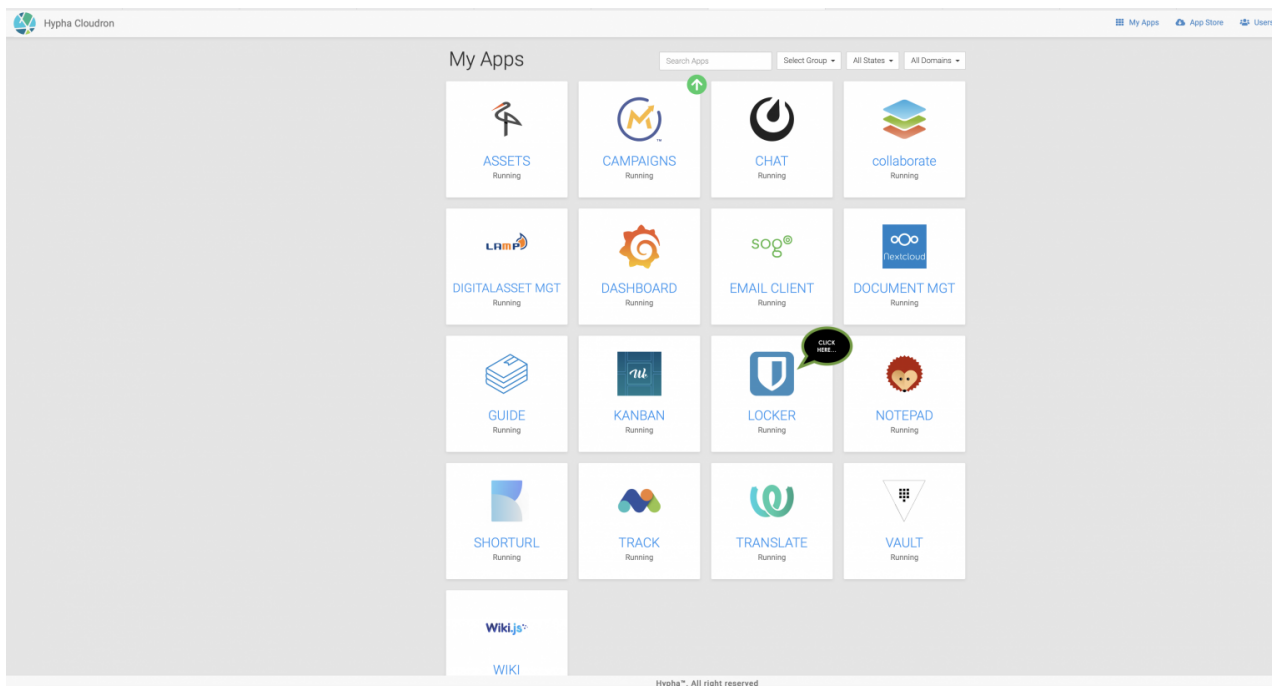 Hypha Cloudron
My Apps
App Store
Users
My Apps
Search Apps
Select Group
All States
All Domains
ASSETS
Running
CAMPAIGNS
Running
CHAT
Running
collaborate
Running
LAMP
DIGITALASSET MGT
Running
DASHBOARD
Running
sogo
EMAIL CLIENT
Running
nextcloud
DOCUMENT MGT
Running
GUIDE
Running
KANBAN
Running
CLICK
HERE...
LOCKER
Running
NOTEPAD
Running
SHORTURL
Running
TRACK
Running
TRANSLATE
Running
VAULT
Running
Wiki.js
WIKI
Hypha™. All right reserved